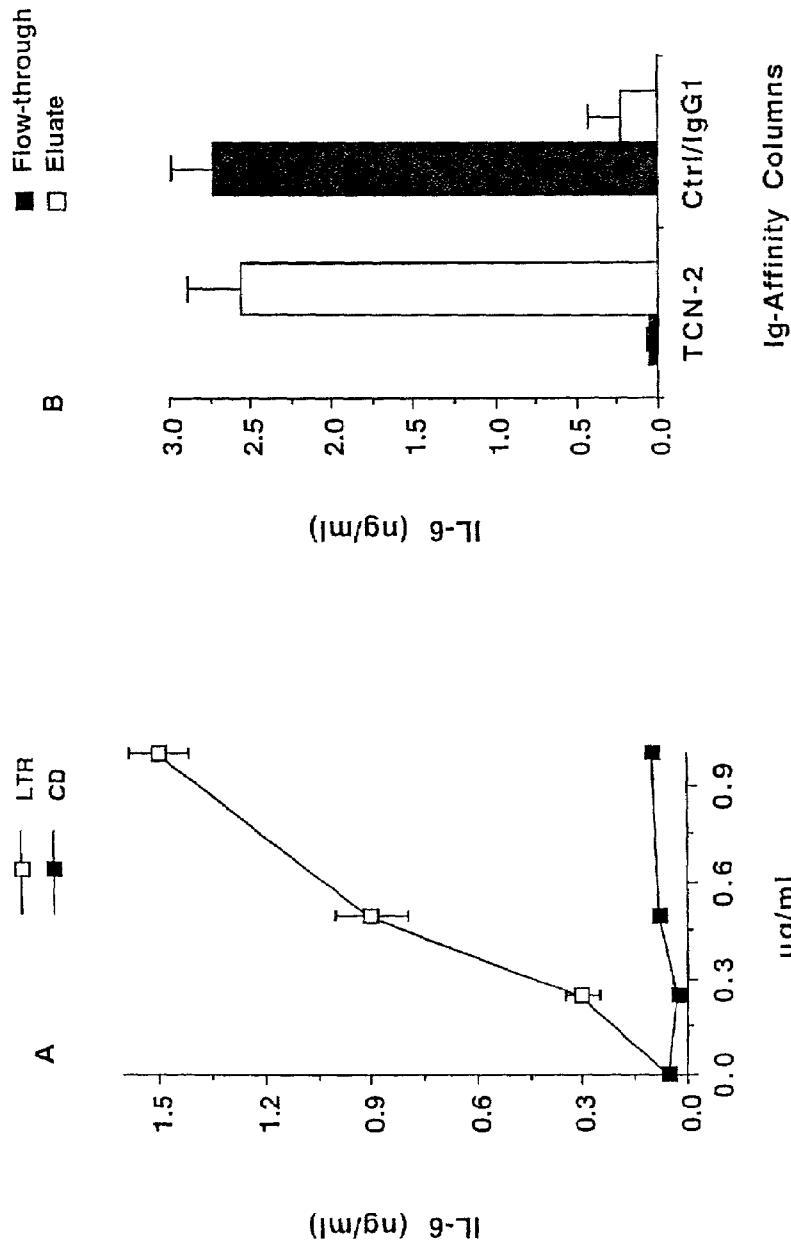 A
LTR
CD
IL-6 (ng/ml)
1.5
1.2
0.9
0.6
0.3
0.0
0.0 0.3 0.6 0.9
µg/ml
B
Flow-through
Eluate
IL-6 (ng/ml)
3.0
2.5
2.0
1.5
1.0
0.5
0.0
TCN-2 Ctrl/IgG1
Ig-Affinity Columns